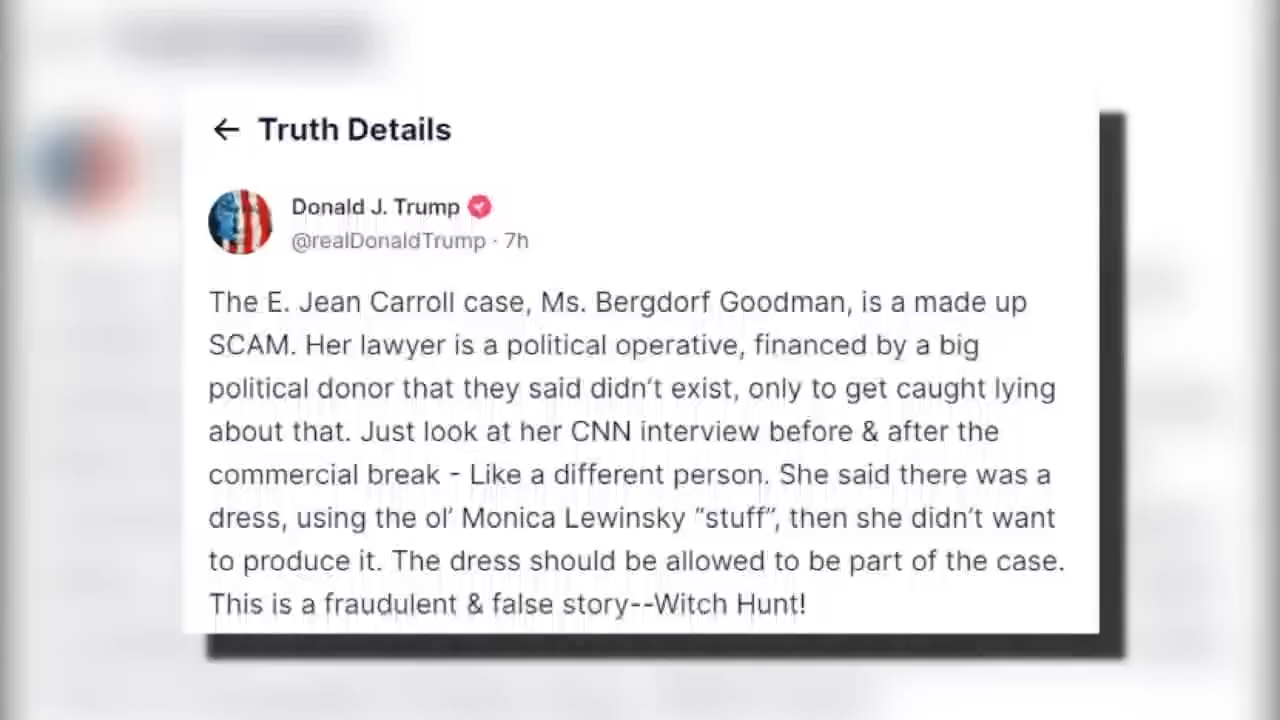 Truth Details
Donald J. Trump
@realDonaldTrump · 7h
The E. Jean Carroll case, Ms. Bergdorf Goodman, is a made up
SCAM. Her lawyer is a political operative, financed by a big
political donor that they said didn't exist, only to get caught lying
about that. Just look at her CNN interview before & after the
commercial break - Like a different person. She said there was a
dress, using the ol' Monica Lewinsky “stuff”, then she didn't want
to produce it. The dress should be allowed to be part of the case.
This is a fraudulent & false story--Witch Hunt!